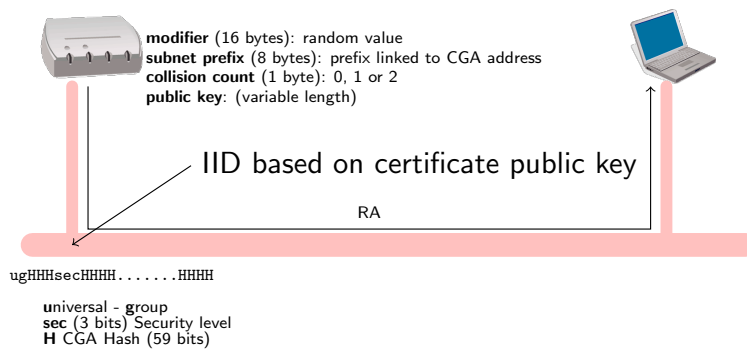 modifier (16 bytes): random value
subnet prefix (8 bytes): prefix linked to CGA address
collision count (1 byte): 0, 1 or 2
public key: (variable length)
IID based on certificate public key
RA
ugHHHsecHHHH.......HHHH
universal - group
sec (3 bits) Security level
H CGA Hash (59 bits)